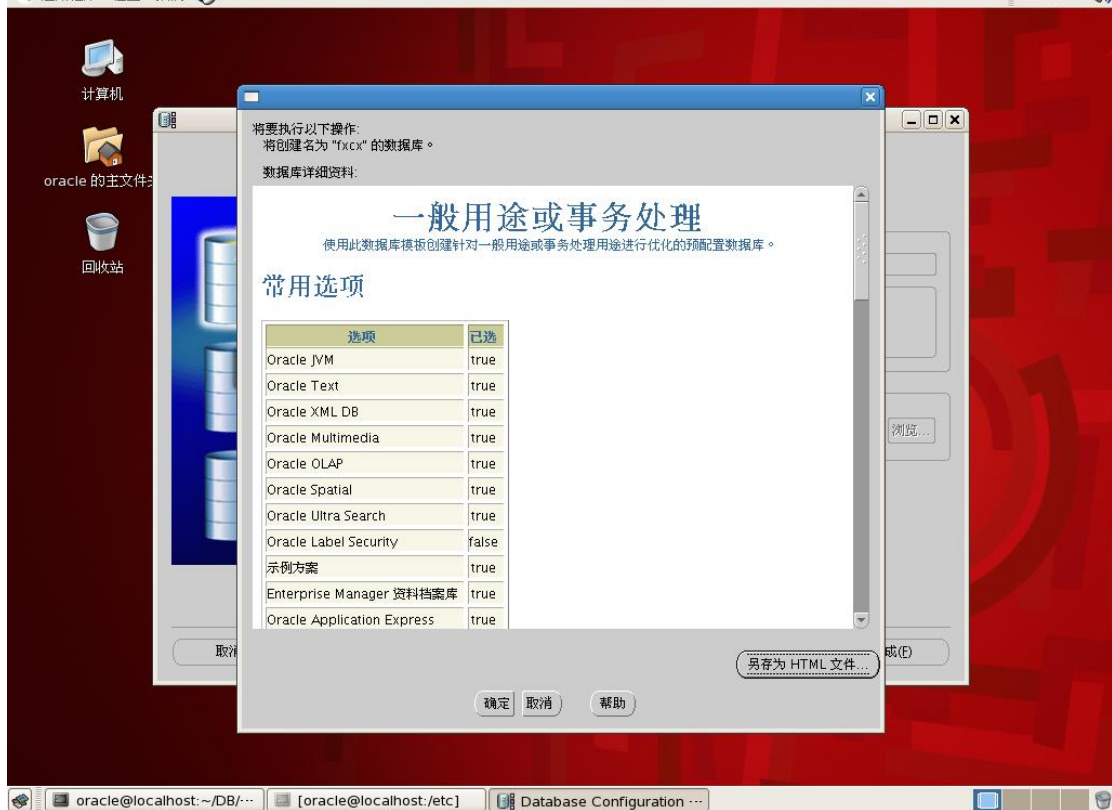 计算机
oracle 的主文件
回收站
将要执行以下操作:
将创建名为 "fxcx" 的数据库。
数据库详细资料:
一般用途或事务处理
使用此数据库模板创建针对一般用途或事务处理用途进行优化的预配置数据库。
常用选项
选项 已选
Oracle JVM true
Oracle Text true
Oracle XML DB true
Oracle Multimedia true
Oracle OLAP true
Oracle Spatial true
Oracle Ultra Search true
Oracle Label Security false
示例方案 true
Enterprise Manager 资料档案库 true
Oracle Application Express true
浏览...
取消
成(F)
另存为 HTML 文件...
确定 取消 帮助
oracle@localhost:~/DB/··· [oracle@localhost:/etc] Database Configuration ···